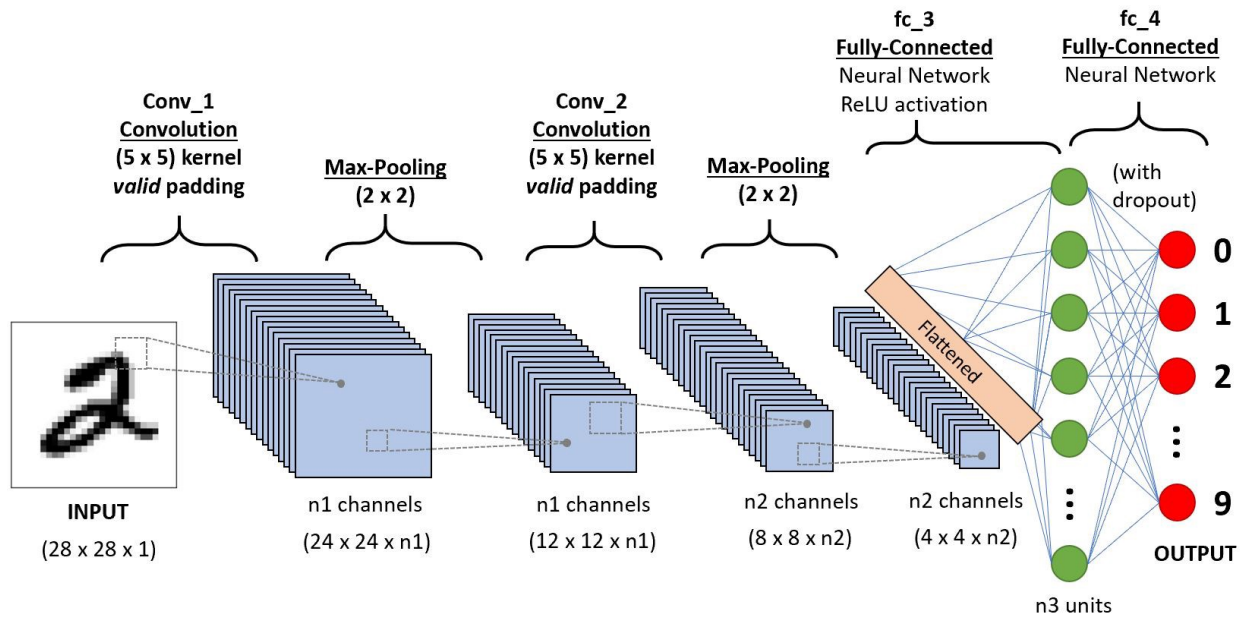 Conv_1
Convolution
(5 x 5) kernel
valid padding
Max-Pooling
(2 x 2)
Conv_2
Convolution
(5 x 5) kernel
valid padding
Max-Pooling
(2 x 2)
fc_3
Fully-Connected
Neural Network
ReLU activation
fc_4
Fully-Connected
Neural Network
(with
dropout)
Flattened
0
1
2
9
OUTPUT
2
INPUT
(28 x 28 x 1)
n1 channels
(24 x 24 x n1)
n1 channels
(12 x 12 x n1)
n2 channels
(8 x 8 x n2)
n2 channels
(4 x 4 x n2)
n3 units